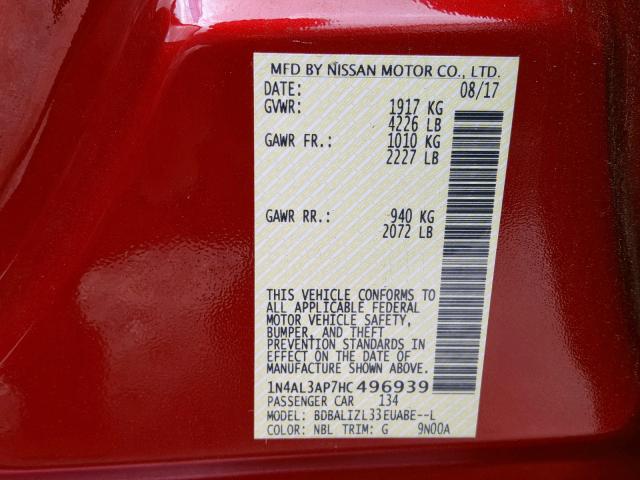 MFD BY NISSAN MOTOR CO., LTD.
DATE: 08/17
GVWR: 1917 KG
4226 LB
GAWR FR.: 1010 KG
2227 LB
GAWR RR.: 940 KG
2072 LB
THIS VEHICLE CONFORMS TO
ALL APPLICABLE FEDERAL
MOTOR VEHICLE SAFETY,
BUMPER, AND THEFT
PREVENTION STANDARDS IN
EFFECT ON THE DATE OF
MANUFACTURE SHOWN ABOVE.
1N4AL3AP7HC496939
PASSENGER CAR 134
MODEL: BDBALIZL33EUABE--L
COLOR: NBL TRIM: G 9N00A